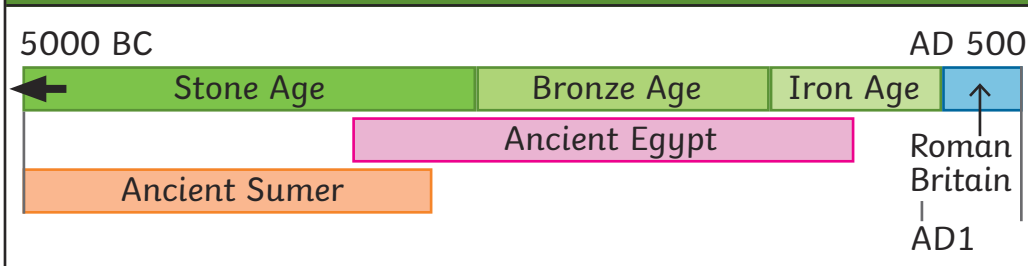 5000 BC
AD 500
Stone Age
Bronze Age
Iron Age
Ancient Egypt
Roman
Britain
Ancient Sumer
AD1